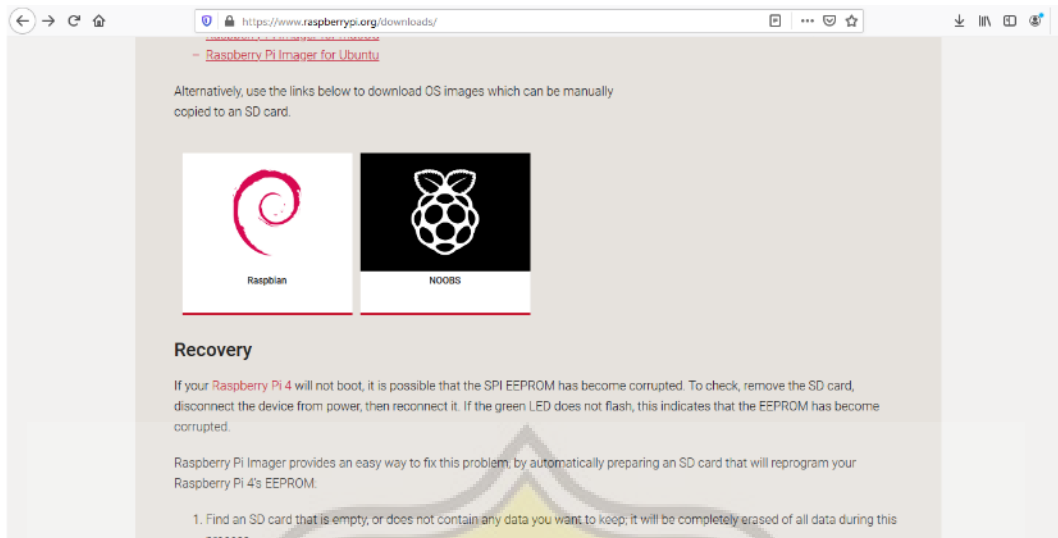 https://www.raspberrypi.org/downloads/
– Raspberry Pi Imager for Ubuntu
Alternatively, use the links below to download OS images which can be manually
copied to an SD card.
Raspbian
NOOBS
Recovery
If your Raspberry Pi 4 will not boot, it is possible that the SPI EEPROM has become corrupted. To check, remove the SD card,
disconnect the device from power, then reconnect it. If the green LED does not flash, this indicates that the EEPROM has become
corrupted.
Raspberry Pi Imager provides an easy way to fix this problem, by automatically preparing an SD card that will reprogram your
Raspberry Pi 4's EEPROM:
1. Find an SD card that is empty, or does not contain any data you want to keep; it will be completely erased of all data during this